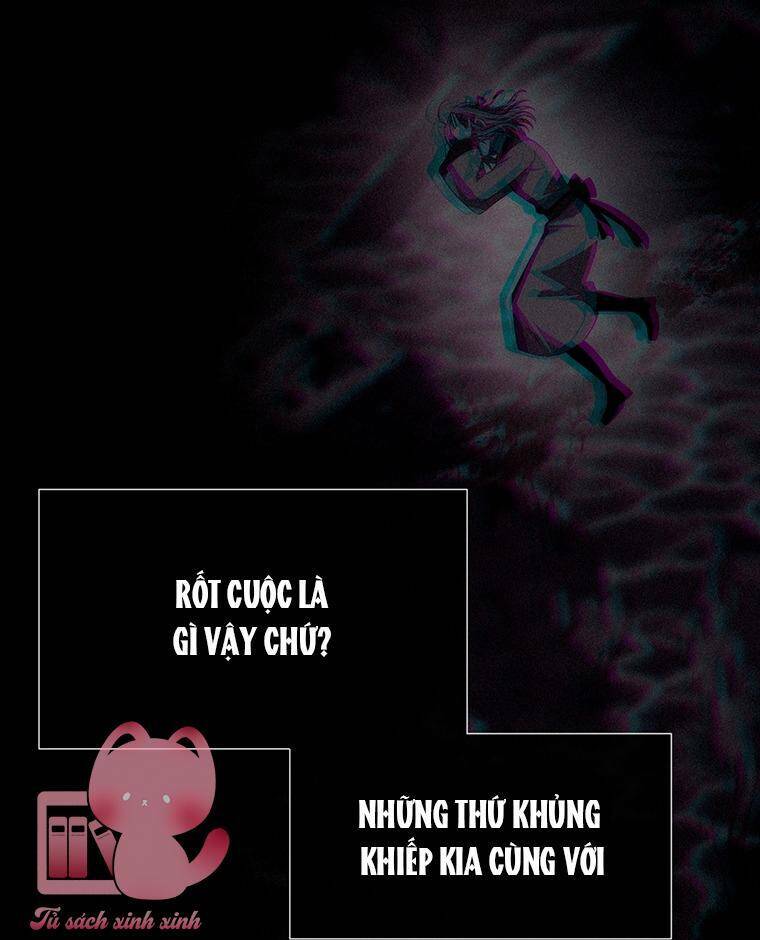 RỐT CUỘC LÀ
GÌ VẬY CHỨ?
NHỮNG THỨ KHỦNG
KHIẾP KIA CÙNG VỚI
Tủ sách xinh xinh